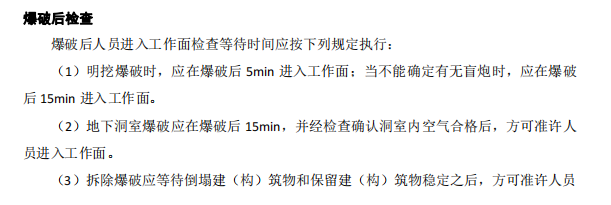 爆破后检查
爆破后人员进入工作面检查等待时间应按下列规定执行：
（1）明挖爆破时，应在爆破后 5min 进入工作面；当不能确定有无盲炮时，应在爆破
后 15min 进入工作面。
（2）地下洞室爆破应在爆破后 15min，并经检查确认洞室内空气合格后，方可准许人
员进入工作面。
（3）拆除爆破应等待倒塌建（构）筑物和保留建（构）筑物稳定之后，方可准许人员